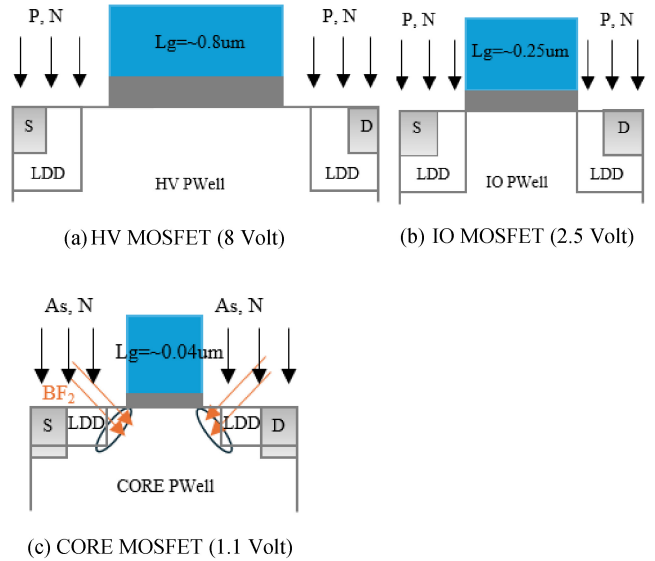 P, N
P, N
Lg=~0.8um
S
D
LDD
LDD
HV PWell
(a) HV MOSFET (8 Volt)
P, N
P, N
Lg=~0.25um
S
D
LDD
LDD
IO PWell
(b) IO MOSFET (2.5 Volt)
As, N
As, N
Lg=~0.04um
BF₂
S
LDD
LDD
D
CORE PWell
(c) CORE MOSFET (1.1 Volt)